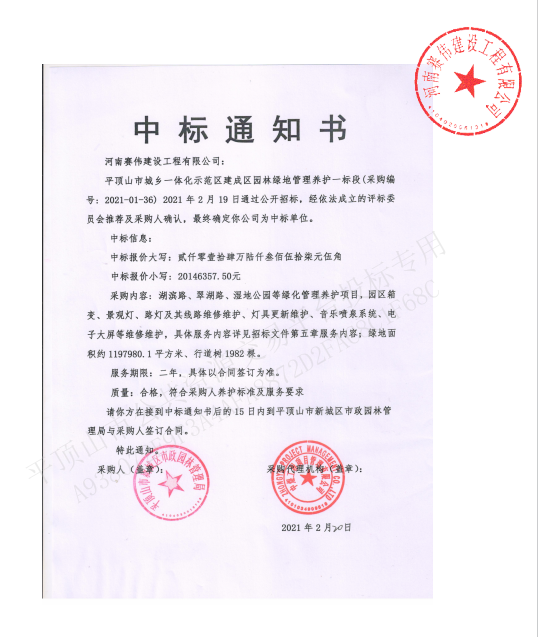 河南赛伟建设工程有限公司
中标通知书
河南赛伟建设工程有限公司：
平顶山市城乡一体化示范区建成区园林绿地管理养护一标段(采购编
号：2021-01-36) 2021 年 2 月 19 日通过公开招标，经依法成立的评标委
员会推荐及采购人确认，最终确定你公司为中标单位。
中标信息：
中标报价大写：贰仟零壹拾肆万陆仟叁佰伍拾柒元伍角
中标报价小写：20146357.50元
采购内容：湖滨路、翠湖路、湿地公园等绿化管理养护项目，园区箱
变、景观灯、路灯及其线路维修维护、灯具更新维护、音乐喷泉系统、电
子大屏等维修维护，具体服务内容详见招标文件第五章服务内容；绿地面
积约 1197980.1 平方米、行道树 1982 棵。
服务期限：二年，具体以合同签订为准。
质量：合格，符合采购人养护标准及服务要求
请你方在接到中标通知书后的 15 日内到平顶山市新城区市政园林管
理局与采购人签订合同。
特此通知。
采购人（盖章）：
采购代理机构（盖章）：
2021 年 2 月20日